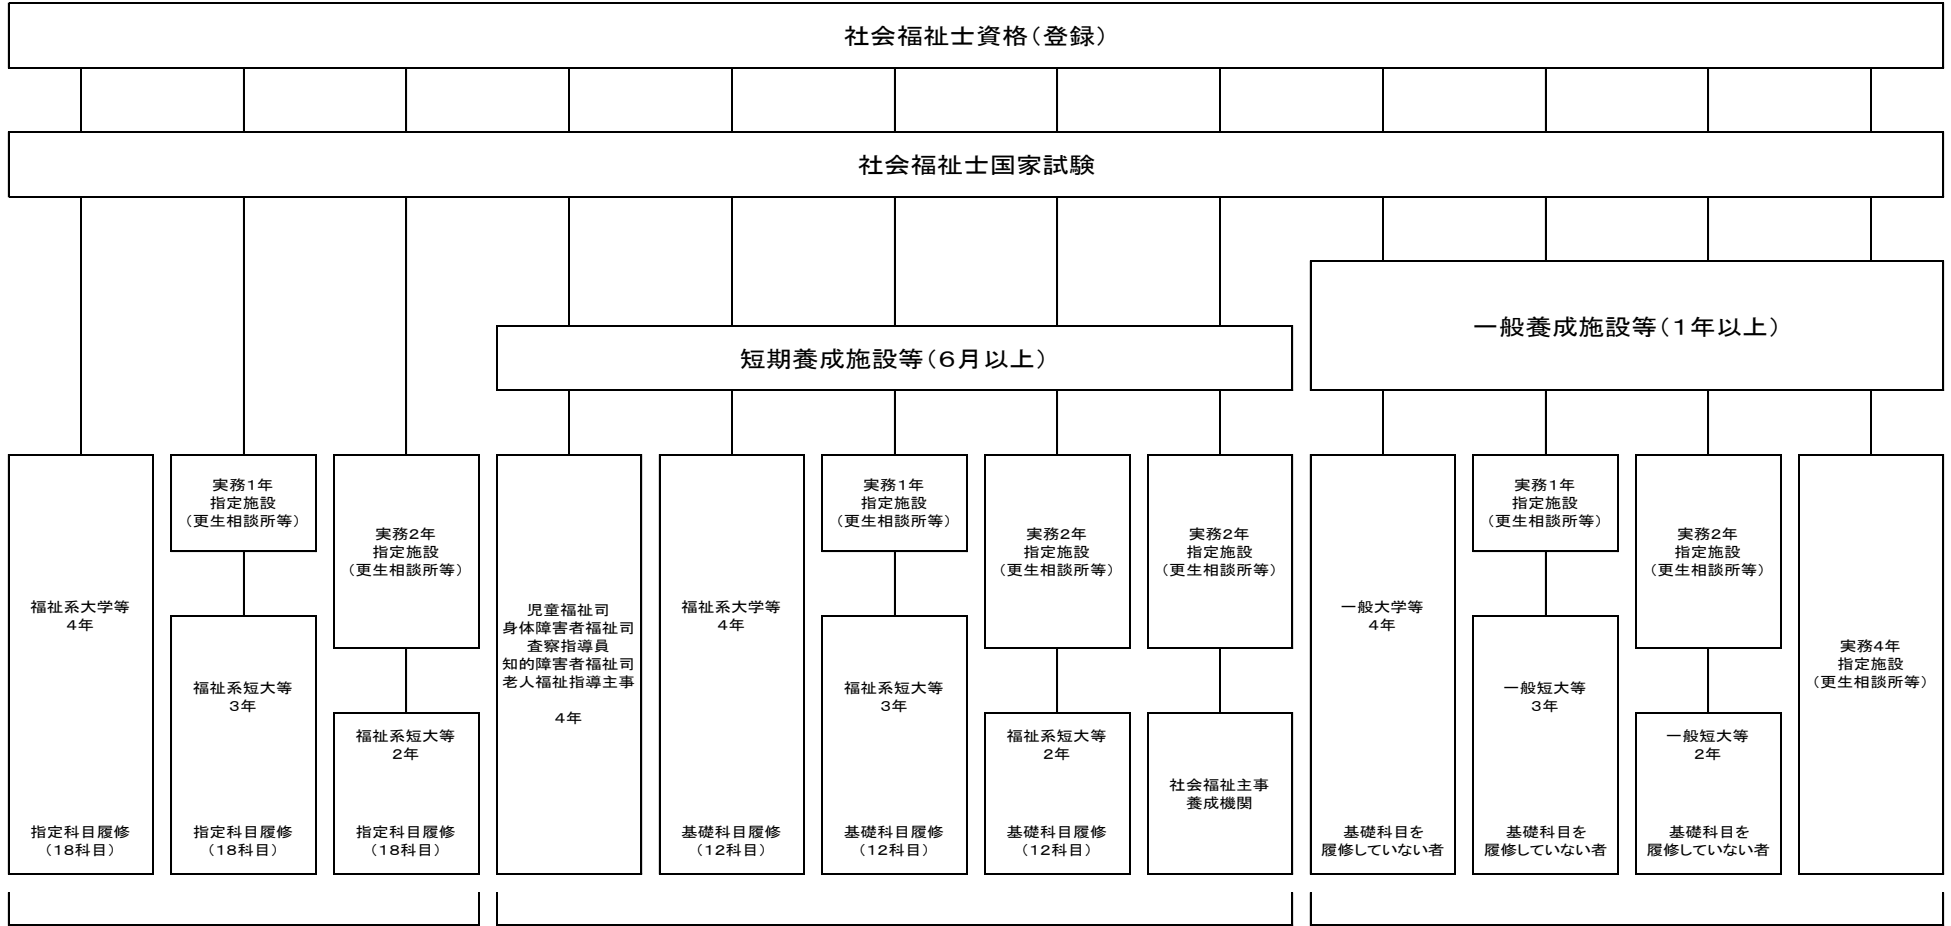 社会福祉士資格（登録）
社会福祉士国家試験
一般養成施設等（1年以上）
短期養成施設等（6月以上）
福祉系大学等
4年
指定科目履修
（18科目）
実務1年
指定施設
（更生相談所等）
福祉系短大等
3年
指定科目履修
（18科目）
実務2年
指定施設
（更生相談所等）
福祉系短大等
2年
指定科目履修
（18科目）
児童福祉司
身体障害者福祉司
査察指導員
知的障害者福祉司
老人福祉指導主事
4年
福祉系大学等
4年
基礎科目履修
（12科目）
実務1年
指定施設
（更生相談所等）
福祉系短大等
3年
基礎科目履修
（12科目）
実務2年
指定施設
（更生相談所等）
福祉系短大等
2年
基礎科目履修
（12科目）
実務2年
指定施設
（更生相談所等）
社会福祉主事
養成機関
一般大学等
4年
基礎科目を
履修していない者
実務1年
指定施設
（更生相談所等）
一般短大等
3年
基礎科目を
履修していない者
実務2年
指定施設
（更生相談所等）
一般短大等
2年
基礎科目を
履修していない者
実務4年
指定施設
（更生相談所等）